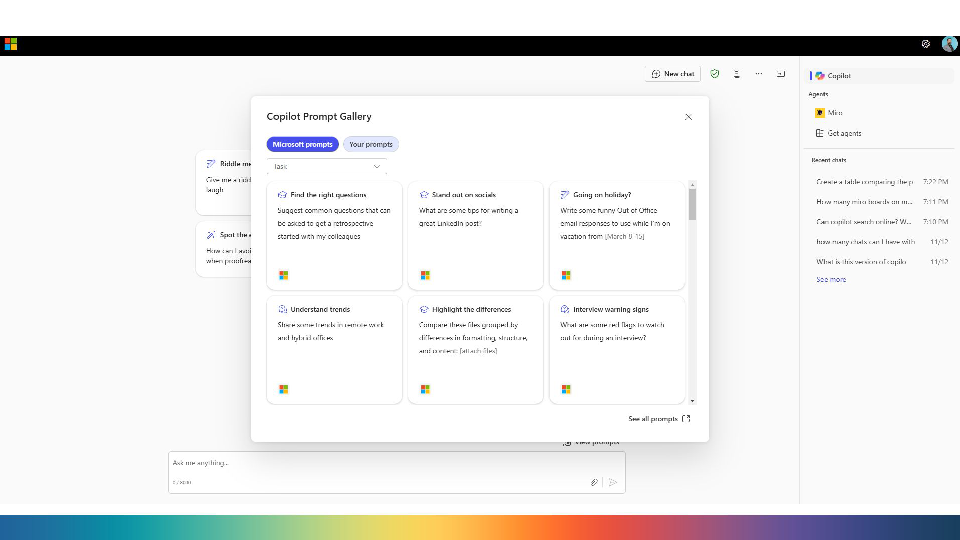 New chat
Copilot
Agents
Miro
Get agents
Recent chats
Create a table comparing the p
7:22 PM
How many miro boards on m...
7:11 PM
Can copilot search online? W...
7:10 PM
how many chats can I have with
11/12
What is this version of copilo
11/12
See more
Riddle me
Give me a ridd
laugh
Spot the
How can I avoi
when proofrea
Copilot Prompt Gallery
Microsoft prompts
Your prompts
Task
Find the right questions
Suggest common questions that can
be asked to get a retrospective
started with my colleagues
Stand out on socials
What are some tips for writing a
great LinkedIn post?
Going on holiday?
Write some funny Out of Office
email responses to use while I'm on
vacation from [March 8-15]
Understand trends
Share some trends in remote work
and hybrid offices
Highlight the differences
Compare these files grouped by
differences in formatting, structure,
and content: [attach files]
Interview warning signs
What are some red flags to watch
out for during an interview?
See all prompts
View prompts
Ask me anything...
0 / 8000